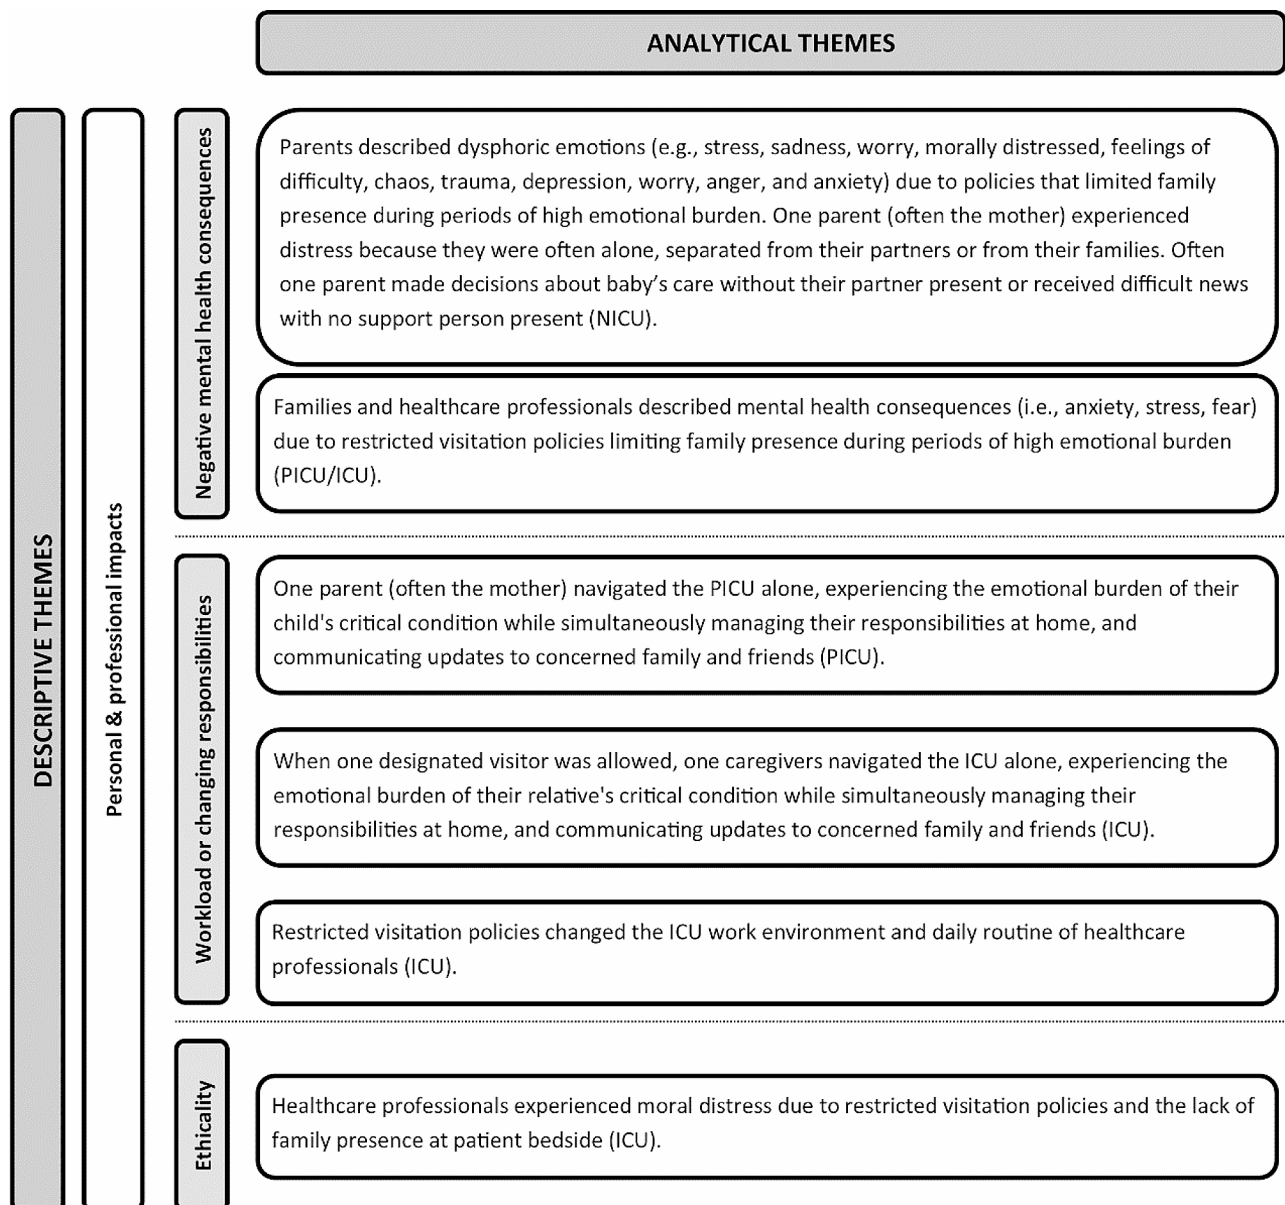 ANALYTICAL THEMES
DESCRIPTIVE THEMES
Personal & professional impacts
Negative mental health consequences
Parents described dysphoric emotions (e.g., stress, sadness, worry, morally distressed, feelings of
difficulty, chaos, trauma, depression, worry, anger, and anxiety) due to policies that limited family
presence during periods of high emotional burden. One parent (often the mother) experienced
distress because they were often alone, separated from their partners or from their families. Often
one parent made decisions about baby’s care without their partner present or received difficult news
with no support person present (NICU).
Families and healthcare professionals described mental health consequences (i.e., anxiety, stress, fear)
due to restricted visitation policies limiting family presence during periods of high emotional burden
(PICU/ICU).
Workload or changing responsibilities
One parent (often the mother) navigated the PICU alone, experiencing the emotional burden of their
child's critical condition while simultaneously managing their responsibilities at home, and
communicating updates to concerned family and friends (PICU).
When one designated visitor was allowed, one caregivers navigated the ICU alone, experiencing the
emotional burden of their relative's critical condition while simultaneously managing their
responsibilities at home, and communicating updates to concerned family and friends (ICU).
Restricted visitation policies changed the ICU work environment and daily routine of healthcare
professionals (ICU).
Ethicality
Healthcare professionals experienced moral distress due to restricted visitation policies and the lack of
family presence at patient bedside (ICU).